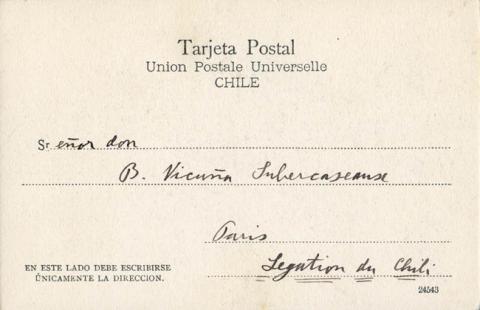 Tarjeta Postal
Union Postale Universelle
CHILE
Señor don
B. Vicuña Subercaseaux
Paris
Legation du Chili
EN ESTE LADO DEBE ESCRIBIRSE
ÚNICAMENTE LA DIRECCION.
24543